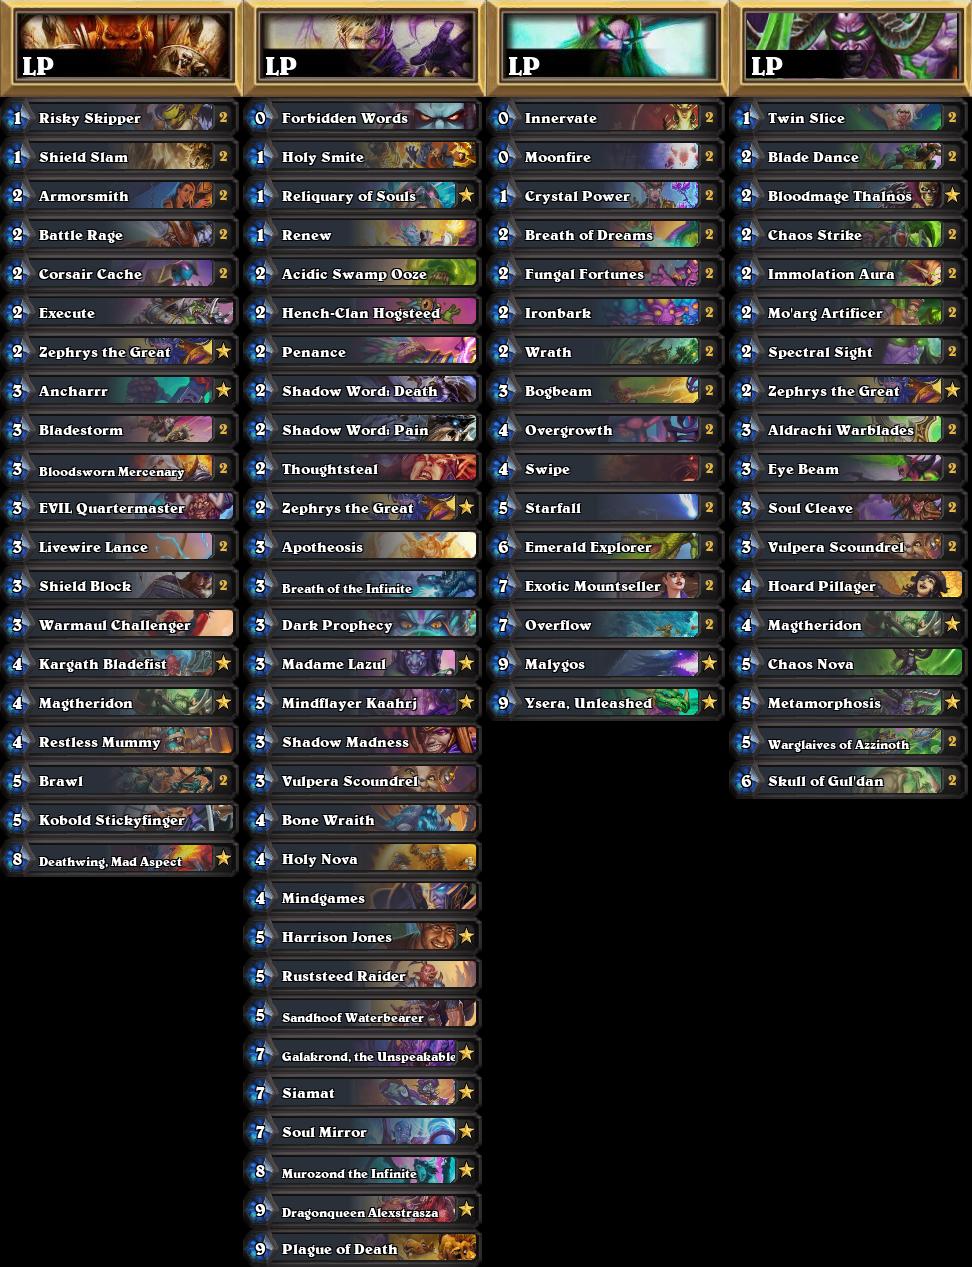 LP
1 Risky Skipper 2
1 Shield Slam 2
2 Armorsmith 2
2 Battle Rage 2
2 Corsair Cache 2
2 Execute
2 Zephrys the Great
3 Ancharrr
3 Bladestorm 2
3 Bloodsworn Mercenary 2
3 EVIL Quartermaster
3 Livewire Lance 2
3 Shield Block 2
3 Warmaul Challenger
4 Kargath Bladefist
4 Magtheridon
4 Restless Mummy
5 Brawl 2
5 Kobold Stickyfinger
8 Deathwing, Mad Aspect
LP
0 Forbidden Words
1 Holy Smite
1 Reliquary of Souls
1 Renew
2 Acidic Swamp Ooze
2 Hench-Clan Hogsteed
2 Penance
2 Shadow Word: Death
2 Shadow Word: Pain
2 Thoughtsteal
2 Zephrys the Great
3 Apotheosis
3 Breath of the Infinite
3 Dark Prophecy
3 Madame Lazul
3 Mindflayer Kaahrj
3 Shadow Madness
3 Vulpera Scoundrel
4 Bone Wraith
4 Holy Nova
4 Mindgames
5 Harrison Jones
5 Ruststeed Raider
5 Sandhoof Waterbearer
7 Galakrond, the Unspeakable
7 Siamat
7 Soul Mirror
8 Murozond the Infinite
9 Dragonqueen Alexstrasza
9 Plague of Death
LP
0 Innervate 2
0 Moonfire 2
1 Crystal Power 2
2 Breath of Dreams 2
2 Fungal Fortunes 2
2 Ironbark 2
2 Wrath 2
3 Bogbeam 2
4 Overgrowth 2
4 Swipe 2
5 Starfall 2
6 Emerald Explorer 2
7 Exotic Mountseller 2
7 Overflow 2
9 Malygos
9 Ysera, Unleashed
LP
1 Twin Slice 2
2 Blade Dance 2
2 Bloodmage Thalnos
2 Chaos Strike 2
2 Immolation Aura 2
2 Mo'arg Artificer 2
2 Spectral Sight 2
2 Zephrys the Great
3 Aldrachi Warblades 2
3 Eye Beam 2
3 Soul Cleave 2
3 Vulpera Scoundrel 2
4 Hoard Pillager
4 Magtheridon
5 Chaos Nova
5 Metamorphosis
5 Warglaives of Azzinoth 2
6 Skull of Gul'dan 2